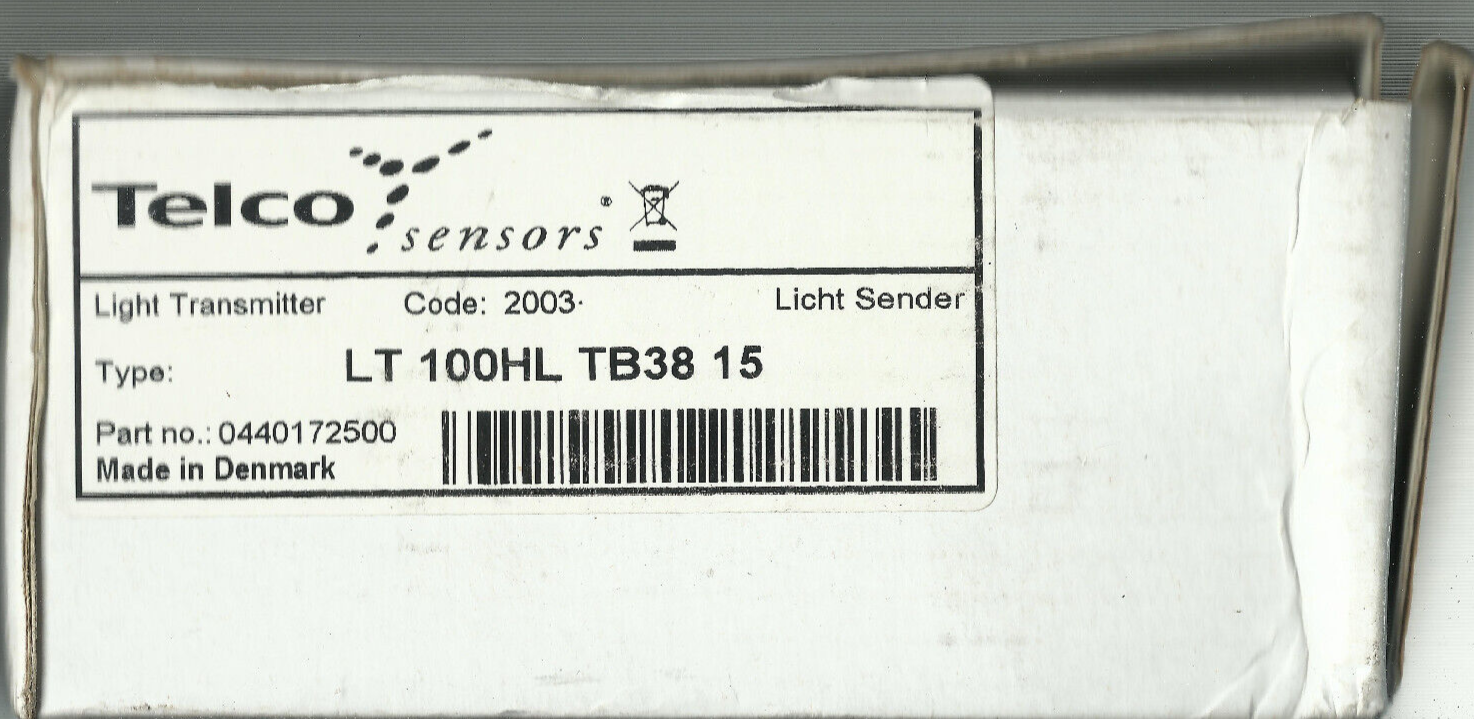 Telco sensors®
Light Transmitter Code: 2003· Licht Sender
Type: LT 100HL TB38 15
Part no.: 0440172500
Made in Denmark